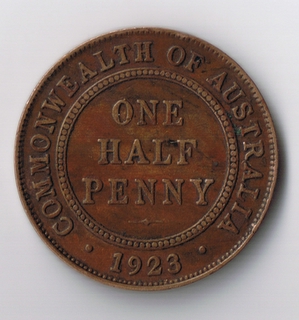 COMMONWEALTH OF AUSTRALIA
ONE
HALF
PENNY
· 1923 ·